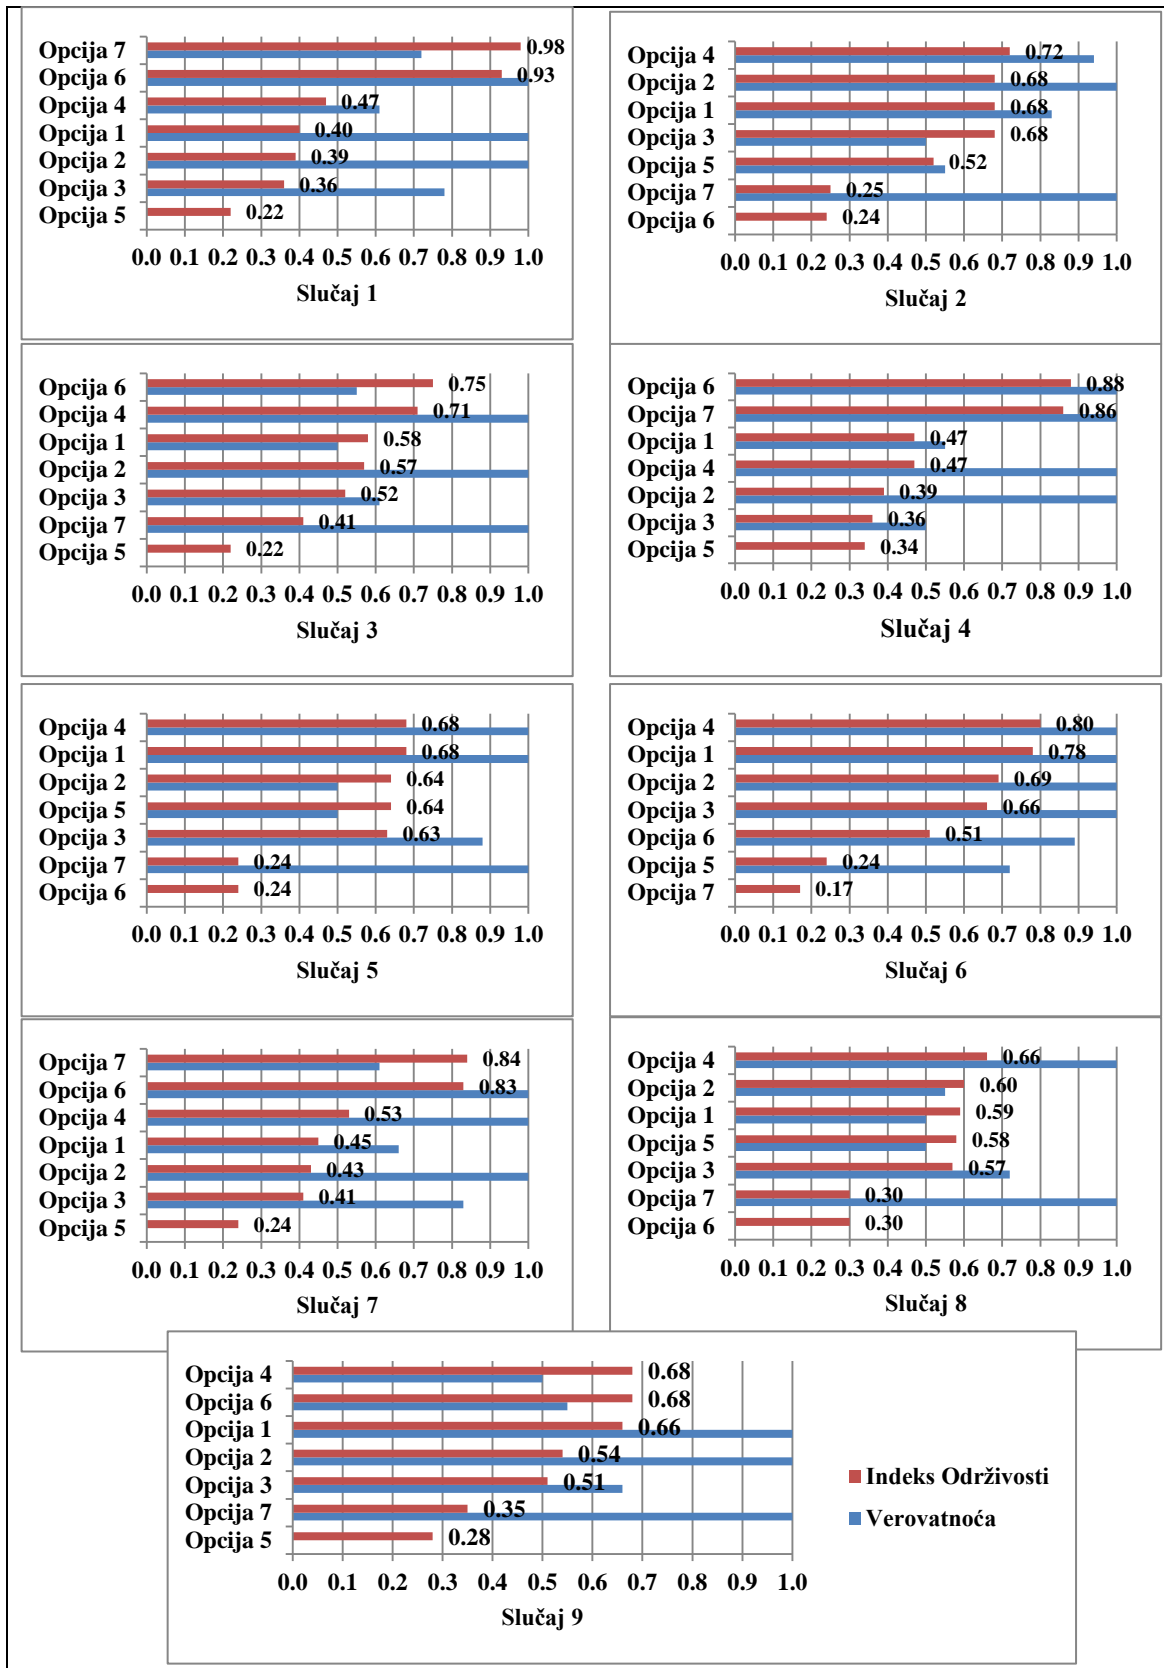 Opcija 7 0.98
Opcija 6 0.93
Opcija 4 0.47
Opcija 1 0.40
Opcija 2 0.39
Opcija 3 0.36
Opcija 5 0.22
0.0 0.1 0.2 0.3 0.4 0.5 0.6 0.7 0.8 0.9 1.0
Slučaj 1
Opcija 4 0.72
Opcija 2 0.68
Opcija 1 0.68
Opcija 3 0.68
Opcija 5 0.52
Opcija 7 0.25
Opcija 6 0.24
0.0 0.1 0.2 0.3 0.4 0.5 0.6 0.7 0.8 0.9 1.0
Slučaj 2
Opcija 6 0.75
Opcija 4 0.71
Opcija 1 0.58
Opcija 2 0.57
Opcija 3 0.52
Opcija 7 0.41
Opcija 5 0.22
0.0 0.1 0.2 0.3 0.4 0.5 0.6 0.7 0.8 0.9 1.0
Slučaj 3
Opcija 6 0.88
Opcija 7 0.86
Opcija 1 0.47
Opcija 4 0.47
Opcija 2 0.39
Opcija 3 0.36
Opcija 5 0.34
0.0 0.1 0.2 0.3 0.4 0.5 0.6 0.7 0.8 0.9 1.0
Slučaj 4
Opcija 4 0.68
Opcija 1 0.68
Opcija 2 0.64
Opcija 5 0.64
Opcija 3 0.63
Opcija 7 0.24
Opcija 6 0.24
0.0 0.1 0.2 0.3 0.4 0.5 0.6 0.7 0.8 0.9 1.0
Slučaj 5
Opcija 4 0.80
Opcija 1 0.78
Opcija 2 0.69
Opcija 3 0.66
Opcija 6 0.51
Opcija 5 0.24
Opcija 7 0.17
0.0 0.1 0.2 0.3 0.4 0.5 0.6 0.7 0.8 0.9 1.0
Slučaj 6
Opcija 7 0.84
Opcija 6 0.83
Opcija 4 0.53
Opcija 1 0.45
Opcija 2 0.43
Opcija 3 0.41
Opcija 5 0.24
0.0 0.1 0.2 0.3 0.4 0.5 0.6 0.7 0.8 0.9 1.0
Slučaj 7
Opcija 4 0.66
Opcija 2 0.60
Opcija 1 0.59
Opcija 5 0.58
Opcija 3 0.57
Opcija 7 0.30
Opcija 6 0.30
0.0 0.1 0.2 0.3 0.4 0.5 0.6 0.7 0.8 0.9 1.0
Slučaj 8
Opcija 4 0.68
Opcija 6 0.68
Opcija 1 0.66
Opcija 2 0.54
Opcija 3 0.51
Opcija 7 0.35
Opcija 5 0.28
0.0 0.1 0.2 0.3 0.4 0.5 0.6 0.7 0.8 0.9 1.0
Slučaj 9
Indeks Održivosti
Verovatnoća